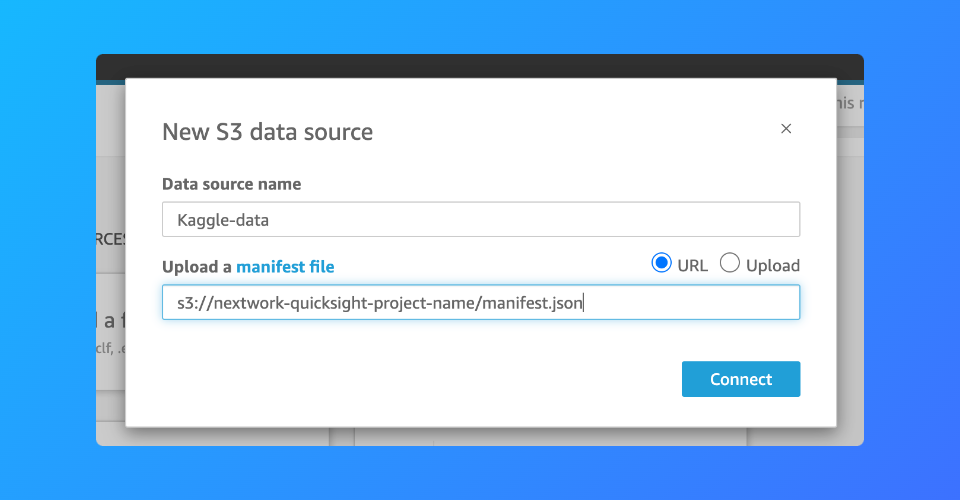 his
New S3 data source
Data source name
Kaggle-data
Upload a manifest file
URL
Upload
s3://nextwork-quicksight-project-name/manifest.json
Connect
a f
clf, .e